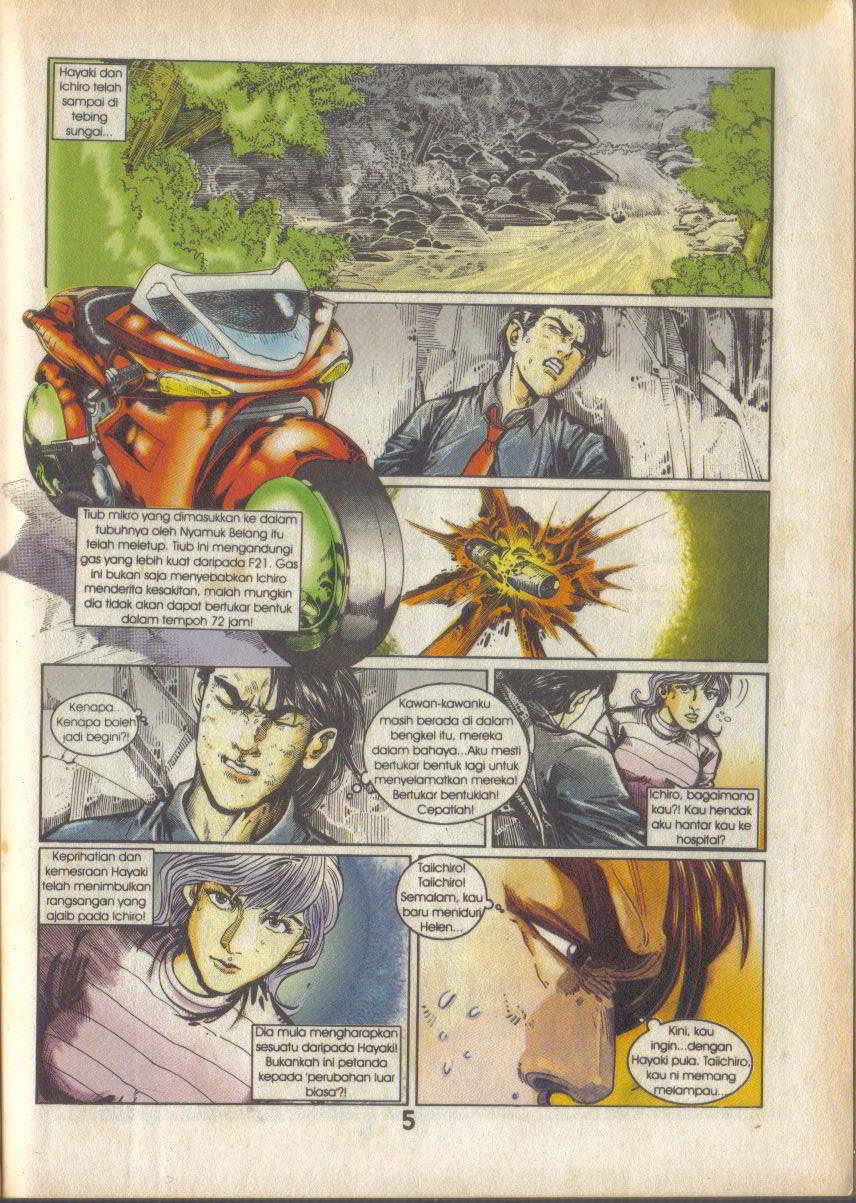 Hayaki dan
Ichiro telah
sampai di
tebing
sungai...
Tiub mikro yang dimasukkan ke dalam
tubuhnya oleh Nyamuk Belang itu
telah meletup. Tiub ini mengandungi
gas yang lebih kuat daripada F21. Gas
ini bukan saja menyebabkan Ichiro
menderita kesakitan, malah mungkin
dia tidak akan dapat bertukar bentuk
dalam tempoh 72 jam!
Kenapa...
Kenapa boleh
jadi begini?!
Kawan-kawanku
masih berada di dalam
bengkel itu, mereka
dalam bahaya...Aku mesti
bertukar bentuk lagi untuk
menyelamatkan mereka!
Bertukar bentuklah!
Cepatlah!
Ichiro, bagaimana
kau?! Kau hendak
aku hantar kau ke
hospital?
Keprihatian dan
kemesraan Hayaki
telah menimbulkan
rangsangan yang
ajaib pada Ichiro!
Dia mula mengharapkan
sesuatu daripada Hayaki!
Bukankah ini petanda
kepada 'perubahan luar
biasa'?!
Taiichiro!
Taiichiro!
Semalam, kau
baru meniduri
Helen...
Kini, kau
ingin...dengan
Hayaki pula. Taiichiro,
kau ni memang
melampau...
5